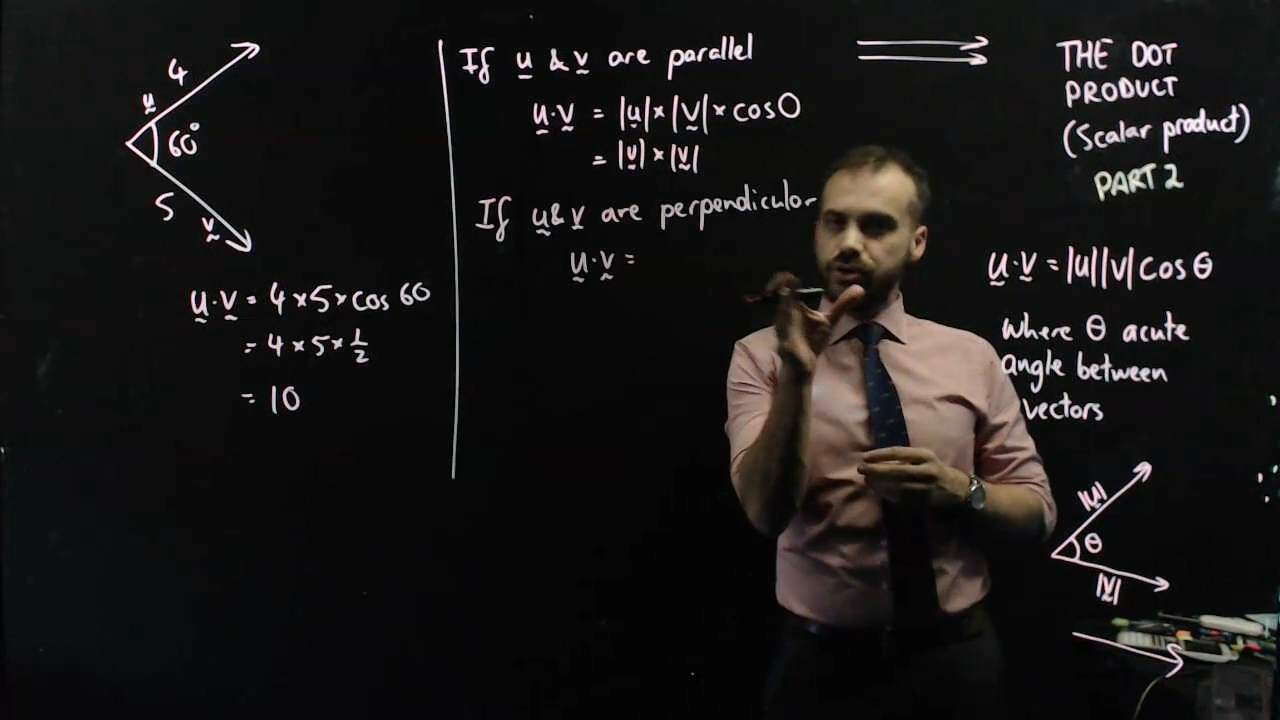 4
u
60°
5
v
u·v = 4×5×cos 60
= 4×5×1/2
= 10
If u & v are parallel
u·v = |u|×|v|×cos0
= |u|×|v|
If u & v are perpendicular
u·v =
THE DOT
PRODUCT
(Scalar product)
PART 2
u·v = |u||v|cos θ
where θ acute
angle between
vectors
|u|
θ
|v|